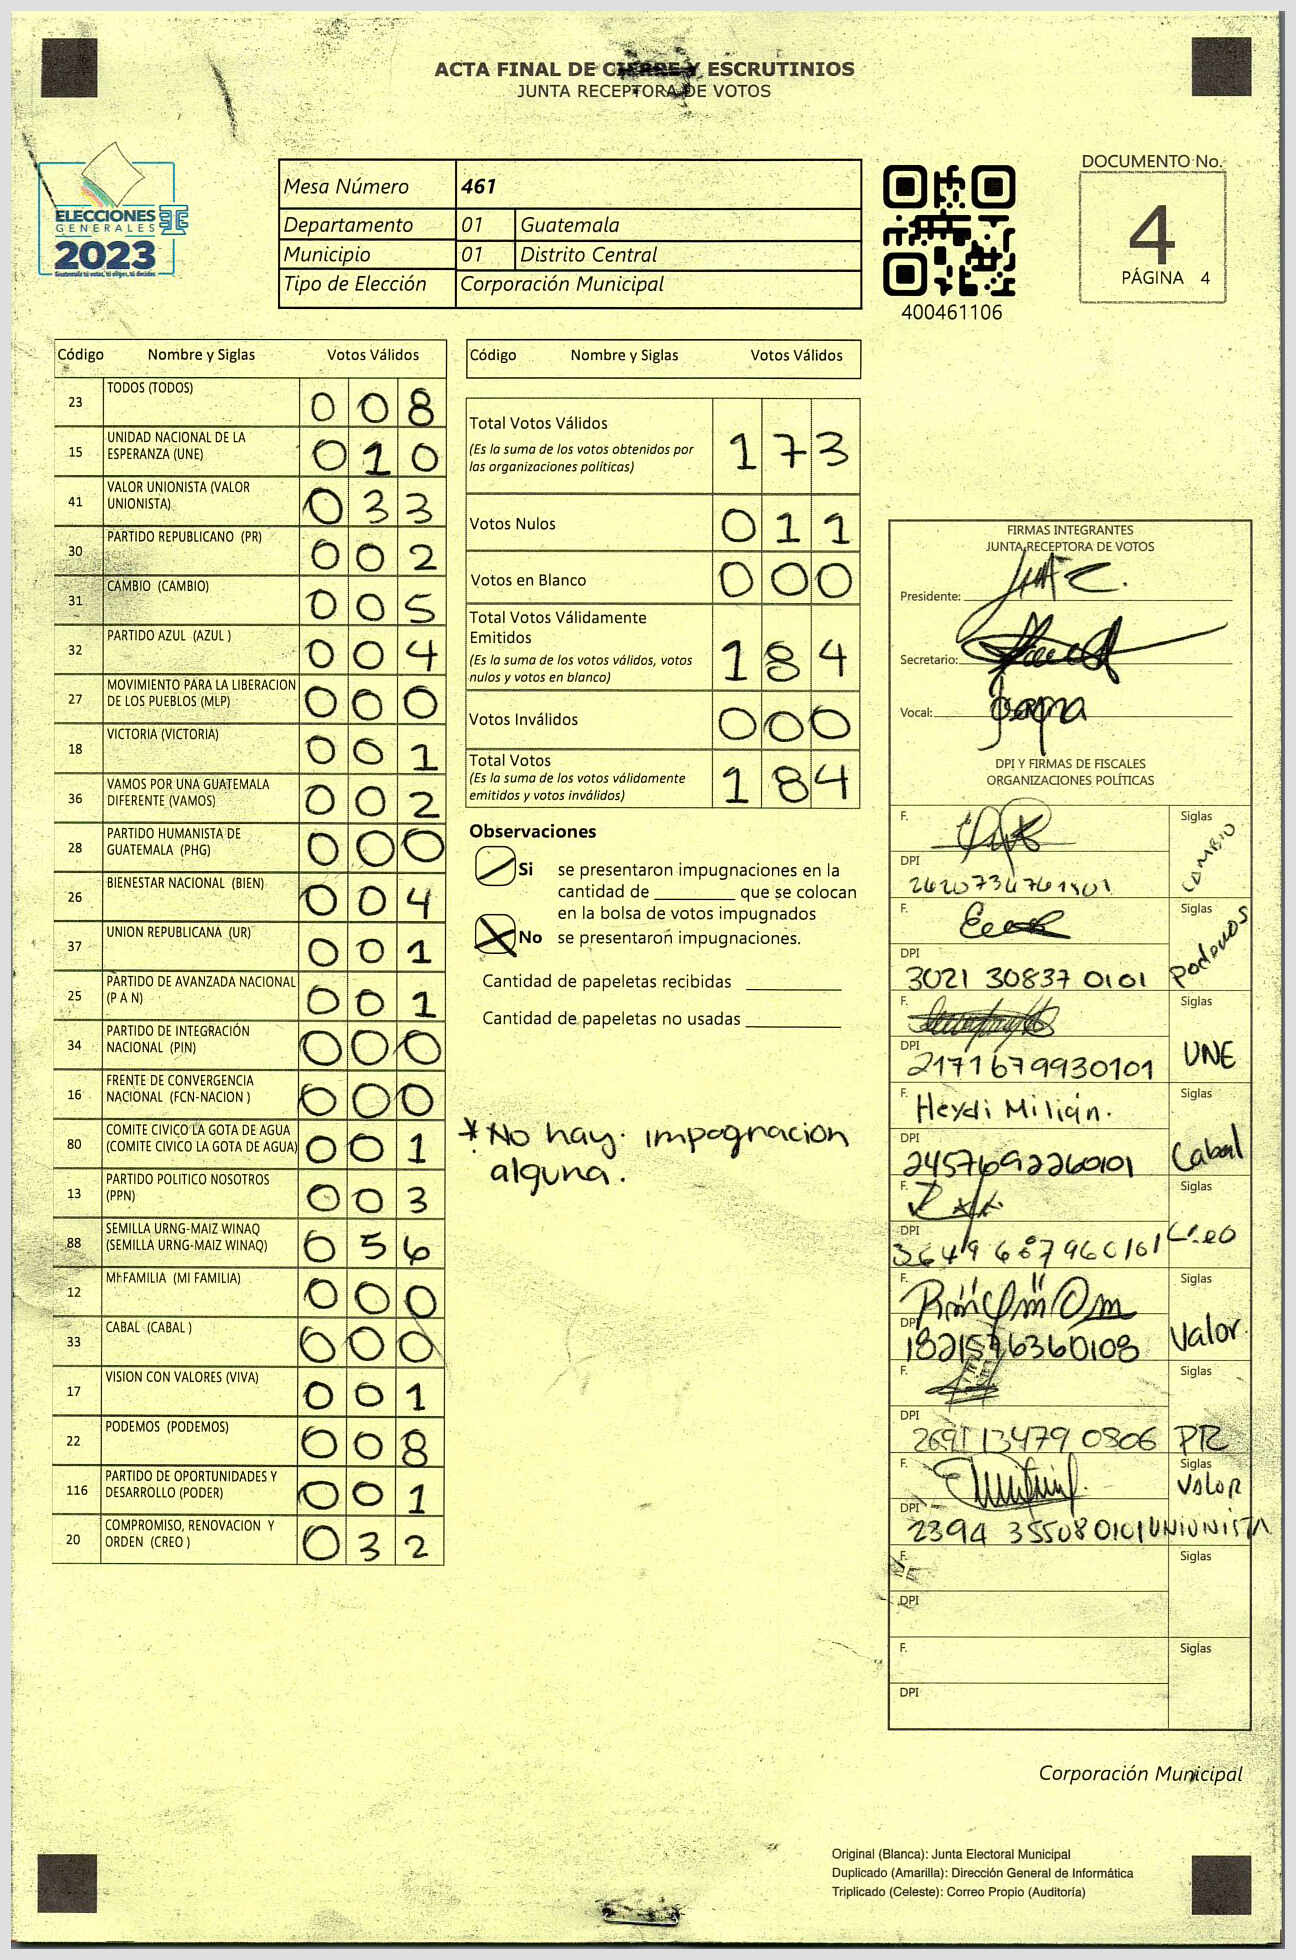 ACTA FINAL DE CIERRE Y ESCRUTINIOS
JUNTA RECEPTORA DE VOTOS
ELECCIONES
GENERALES
2023
Guatemala tú votas, tú eliges, tú decides
Mesa Número 461
Departamento 01 Guatemala
Municipio 01 Distrito Central
Tipo de Elección Corporación Municipal
400461106
DOCUMENTO No.
4
PÁGINA 4
Código Nombre y Siglas Votos Válidos
23 TODOS (TODOS) 0 0 8
15 UNIDAD NACIONAL DE LA
ESPERANZA (UNE) 0 1 0
41 VALOR UNIONISTA (VALOR
UNIONISTA) 0 3 3
30 PARTIDO REPUBLICANO (PR) 0 0 2
31 CAMBIO (CAMBIO) 0 0 5
32 PARTIDO AZUL (AZUL ) 0 0 4
27 MOVIMIENTO PARA LA LIBERACION
DE LOS PUEBLOS (MLP) 0 0 0
18 VICTORIA (VICTORIA) 0 0 1
36 VAMOS POR UNA GUATEMALA
DIFERENTE (VAMOS) 0 0 2
28 PARTIDO HUMANISTA DE
GUATEMALA (PHG) 0 0 0
26 BIENESTAR NACIONAL (BIEN) 0 0 4
37 UNION REPUBLICANA (UR) 0 0 1
25 PARTIDO DE AVANZADA NACIONAL
(P A N) 0 0 1
34 PARTIDO DE INTEGRACIÓN
NACIONAL (PIN) 0 0 0
16 FRENTE DE CONVERGENCIA
NACIONAL (FCN-NACION ) 0 0 0
80 COMITE CIVICO LA GOTA DE AGUA
(COMITE CIVICO LA GOTA DE AGUA) 0 0 1
13 PARTIDO POLITICO NOSOTROS
(PPN) 0 0 3
88 SEMILLA URNG-MAIZ WINAQ
(SEMILLA URNG-MAIZ WINAQ) 0 5 6
12 MI FAMILIA (MI FAMILIA) 0 0 0
33 CABAL (CABAL ) 0 0 0
17 VISION CON VALORES (VIVA) 0 0 1
22 PODEMOS (PODEMOS) 0 0 8
116 PARTIDO DE OPORTUNIDADES Y
DESARROLLO (PODER) 0 0 1
20 COMPROMISO, RENOVACION Y
ORDEN (CREO ) 0 3 2
Código Nombre y Siglas Votos Válidos
Total Votos Válidos 1 7 3
(Es la suma de los votos obtenidos por
las organizaciones políticas)
Votos Nulos 0 1 1
Votos en Blanco 0 0 0
Total Votos Válidamente
Emitidos 1 8 4
(Es la suma de los votos válidos, votos
nulos y votos en blanco)
Votos Inválidos 0 0 0
Total Votos 1 8 4
(Es la suma de los votos válidamente
emitidos y votos inválidos)
Observaciones
Si se presentaron impugnaciones en la
cantidad de ________ que se colocan
en la bolsa de votos impugnados
No se presentaron impugnaciones.
Cantidad de papeletas recibidas
Cantidad de papeletas no usadas
* No hay impognacion
alguna.
FIRMAS INTEGRANTES
JUNTA RECEPTORA DE VOTOS
Presidente:
Secretario:
Vocal:
DPI Y FIRMAS DE FISCALES
ORGANIZACIONES POLÍTICAS
F. Siglas
CAMBIO
DPI
F. Siglas
Podemos
DPI
3021 30837 0101
F. Siglas
UNE
DPI
2171679930101
F. Heydi Milián. Siglas
Cabal
DPI
2457692260101
F. Siglas
Creo
DPI
F. Siglas
Valor
DPI
1821576360108
F. Siglas
PR
DPI
2691 13479 0306
F. Siglas
VALOR
DPI
2394 35508 0101 UNIONISTA
F. Siglas
DPI
F. Siglas
DPI
Corporación Municipal
Original (Blanca): Junta Electoral Municipal
Duplicado (Amarilla): Dirección General de Informática
Triplicado (Celeste): Correo Propio (Auditoría)